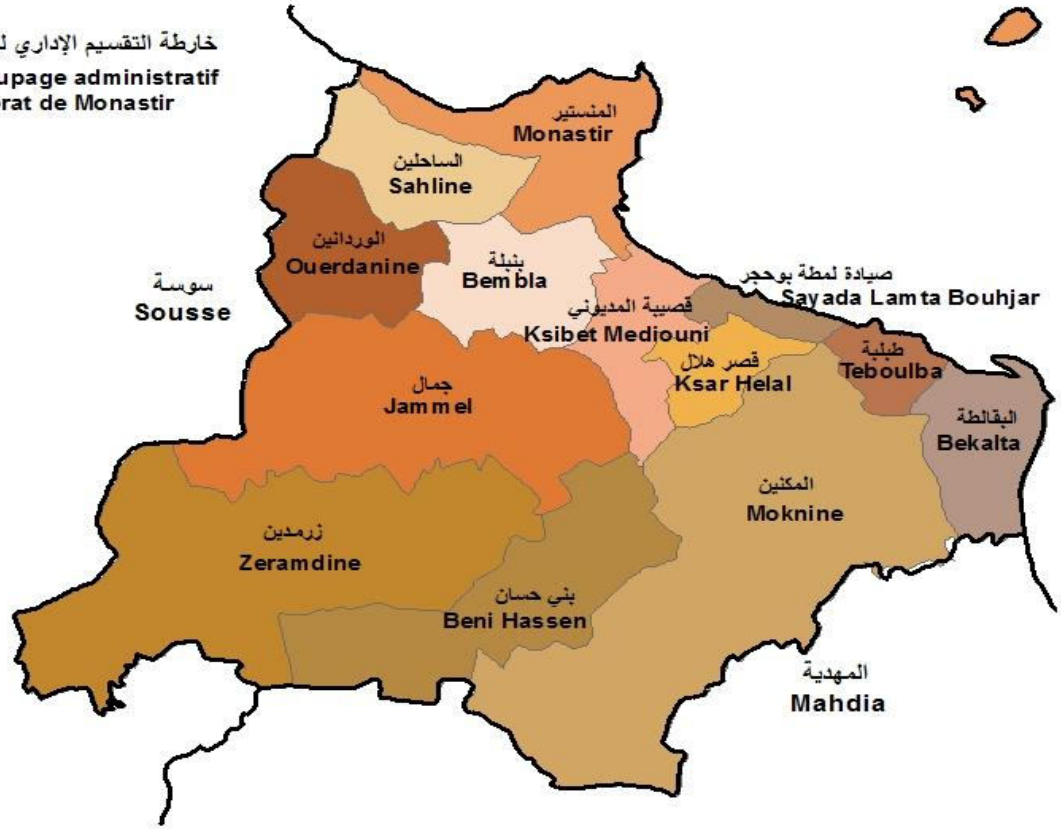 خارطة التقسيم الإداري
upage administratif
rat de Monastir
المنستير
Monastir
الساحلين
Sahline
الوردانين
Ouerdanine
بنبلة
Bembla
سوسة
Sousse
صيادة لمطة بوحجر
Sayada Lamta Bouhjar
قصيبة المديوني
Ksibet Mediouni
قصر هلال
Ksar Helal
طبلبة
Teboulba
جمال
Jammel
البقالطة
Bekalta
المكنين
Moknine
زرمدين
Zeramdine
بني حسان
Beni Hassen
المهدية
Mahdia